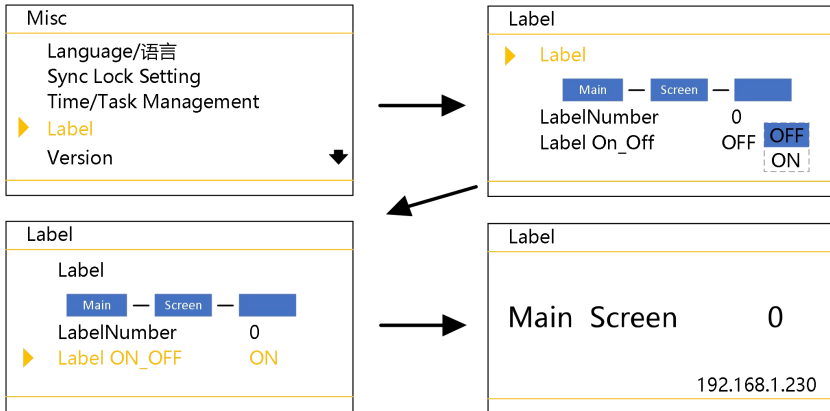 Misc
Language/语言
Sync Lock Setting
Time/Task Management
Label
Version
Label
Label
Main — Screen —
LabelNumber 0
Label On_Off OFF
OFF
ON
Label
Label
Main — Screen —
LabelNumber 0
Label ON_OFF ON
Label
Main Screen 0
192.168.1.230